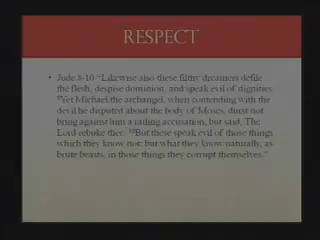 RESPECT
• Jude 8-10 "Likewise also these filthy dreamers defile
the flesh, despise dominion, and speak evil of dignities.
⁹Yet Michael the archangel, when contending with the
devil he disputed about the body of Moses, durst not
bring against him a railing accusation, but said, The
Lord rebuke thee. ¹⁰But these speak evil of those things
which they know not: but what they know naturally, as
brute beasts, in those things they corrupt themselves."